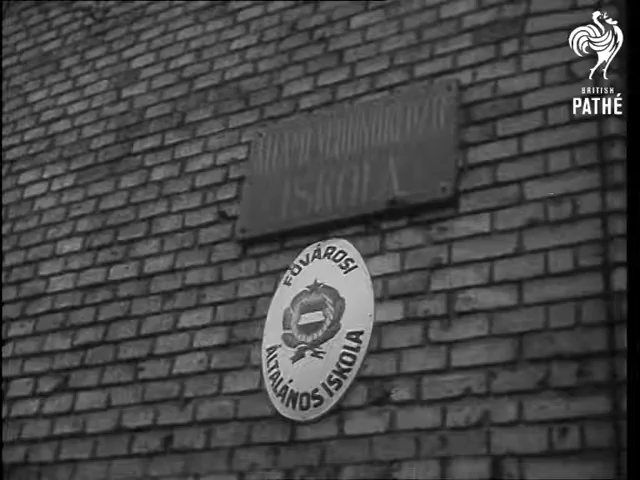 BRITISH
PATHÉ
ISKOLA
FŐVÁROSI
ÁLTALÁNOS ISKOLA